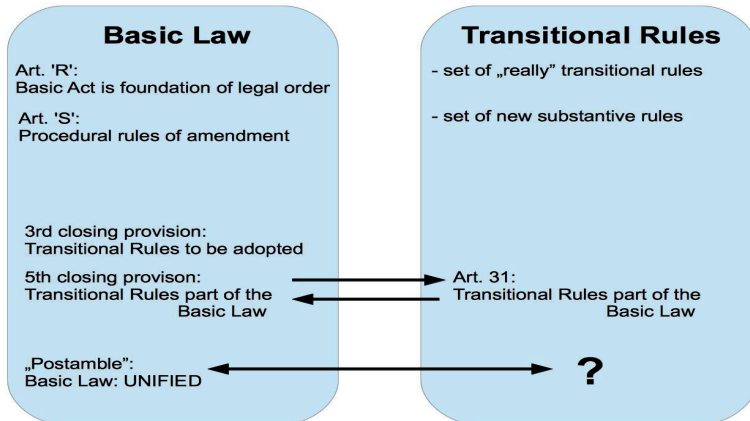 Basic Law
Art. 'R':
Basic Act is foundation of legal order
Art. 'S':
Procedural rules of amendment
3rd closing provision:
Transitional Rules to be adopted
5th closing provison:
Transitional Rules part of the
Basic Law
„Postamble”:
Basic Law: UNIFIED
Transitional Rules
- set of „really” transitional rules
- set of new substantive rules
Art. 31:
Transitional Rules part of the
Basic Law
?